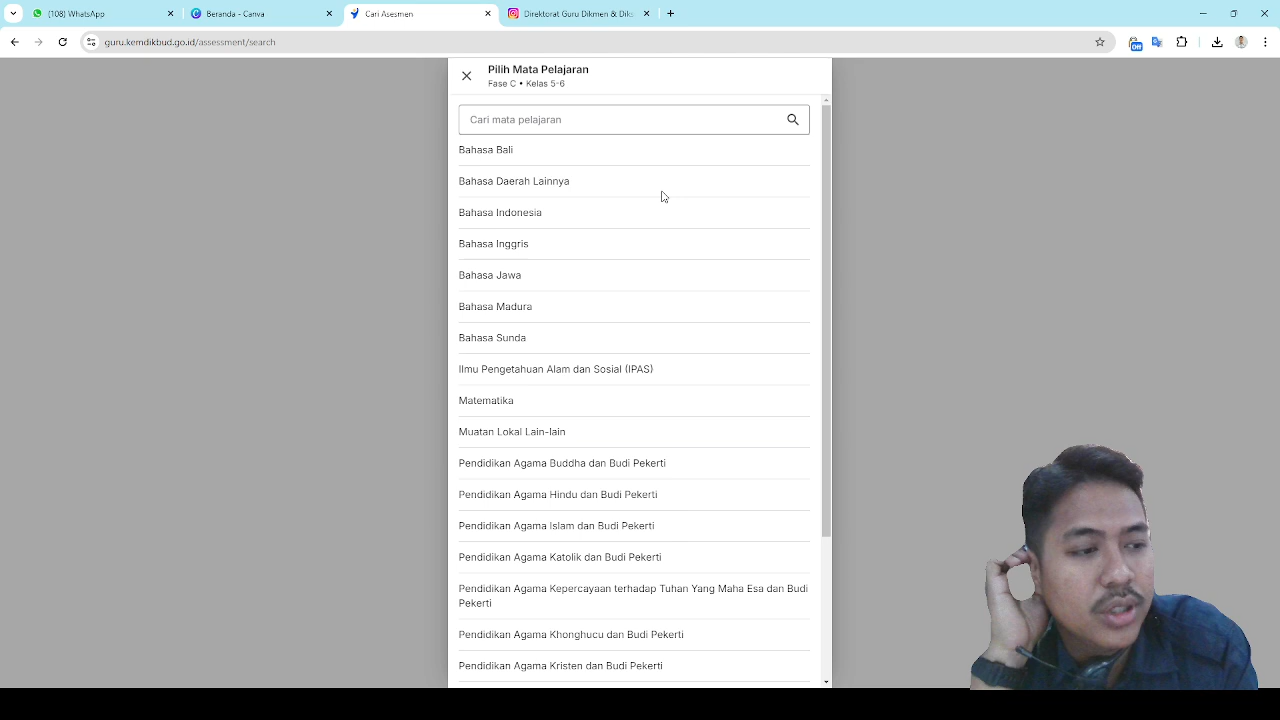 (108) WhatsApp
Beranda - Canva
Cari Asesmen
Direktorat Guru Dikmen & Diks
guru.kemdikbud.go.id/assessment/search
Off
Pilih Mata Pelajaran
Fase C • Kelas 5-6
Cari mata pelajaran
Bahasa Bali
Bahasa Daerah Lainnya
Bahasa Indonesia
Bahasa Inggris
Bahasa Jawa
Bahasa Madura
Bahasa Sunda
Ilmu Pengetahuan Alam dan Sosial (IPAS)
Matematika
Muatan Lokal Lain-lain
Pendidikan Agama Buddha dan Budi Pekerti
Pendidikan Agama Hindu dan Budi Pekerti
Pendidikan Agama Islam dan Budi Pekerti
Pendidikan Agama Katolik dan Budi Pekerti
Pendidikan Agama Kepercayaan terhadap Tuhan Yang Maha Esa dan Budi
Pekerti
Pendidikan Agama Khonghucu dan Budi Pekerti
Pendidikan Agama Kristen dan Budi Pekerti